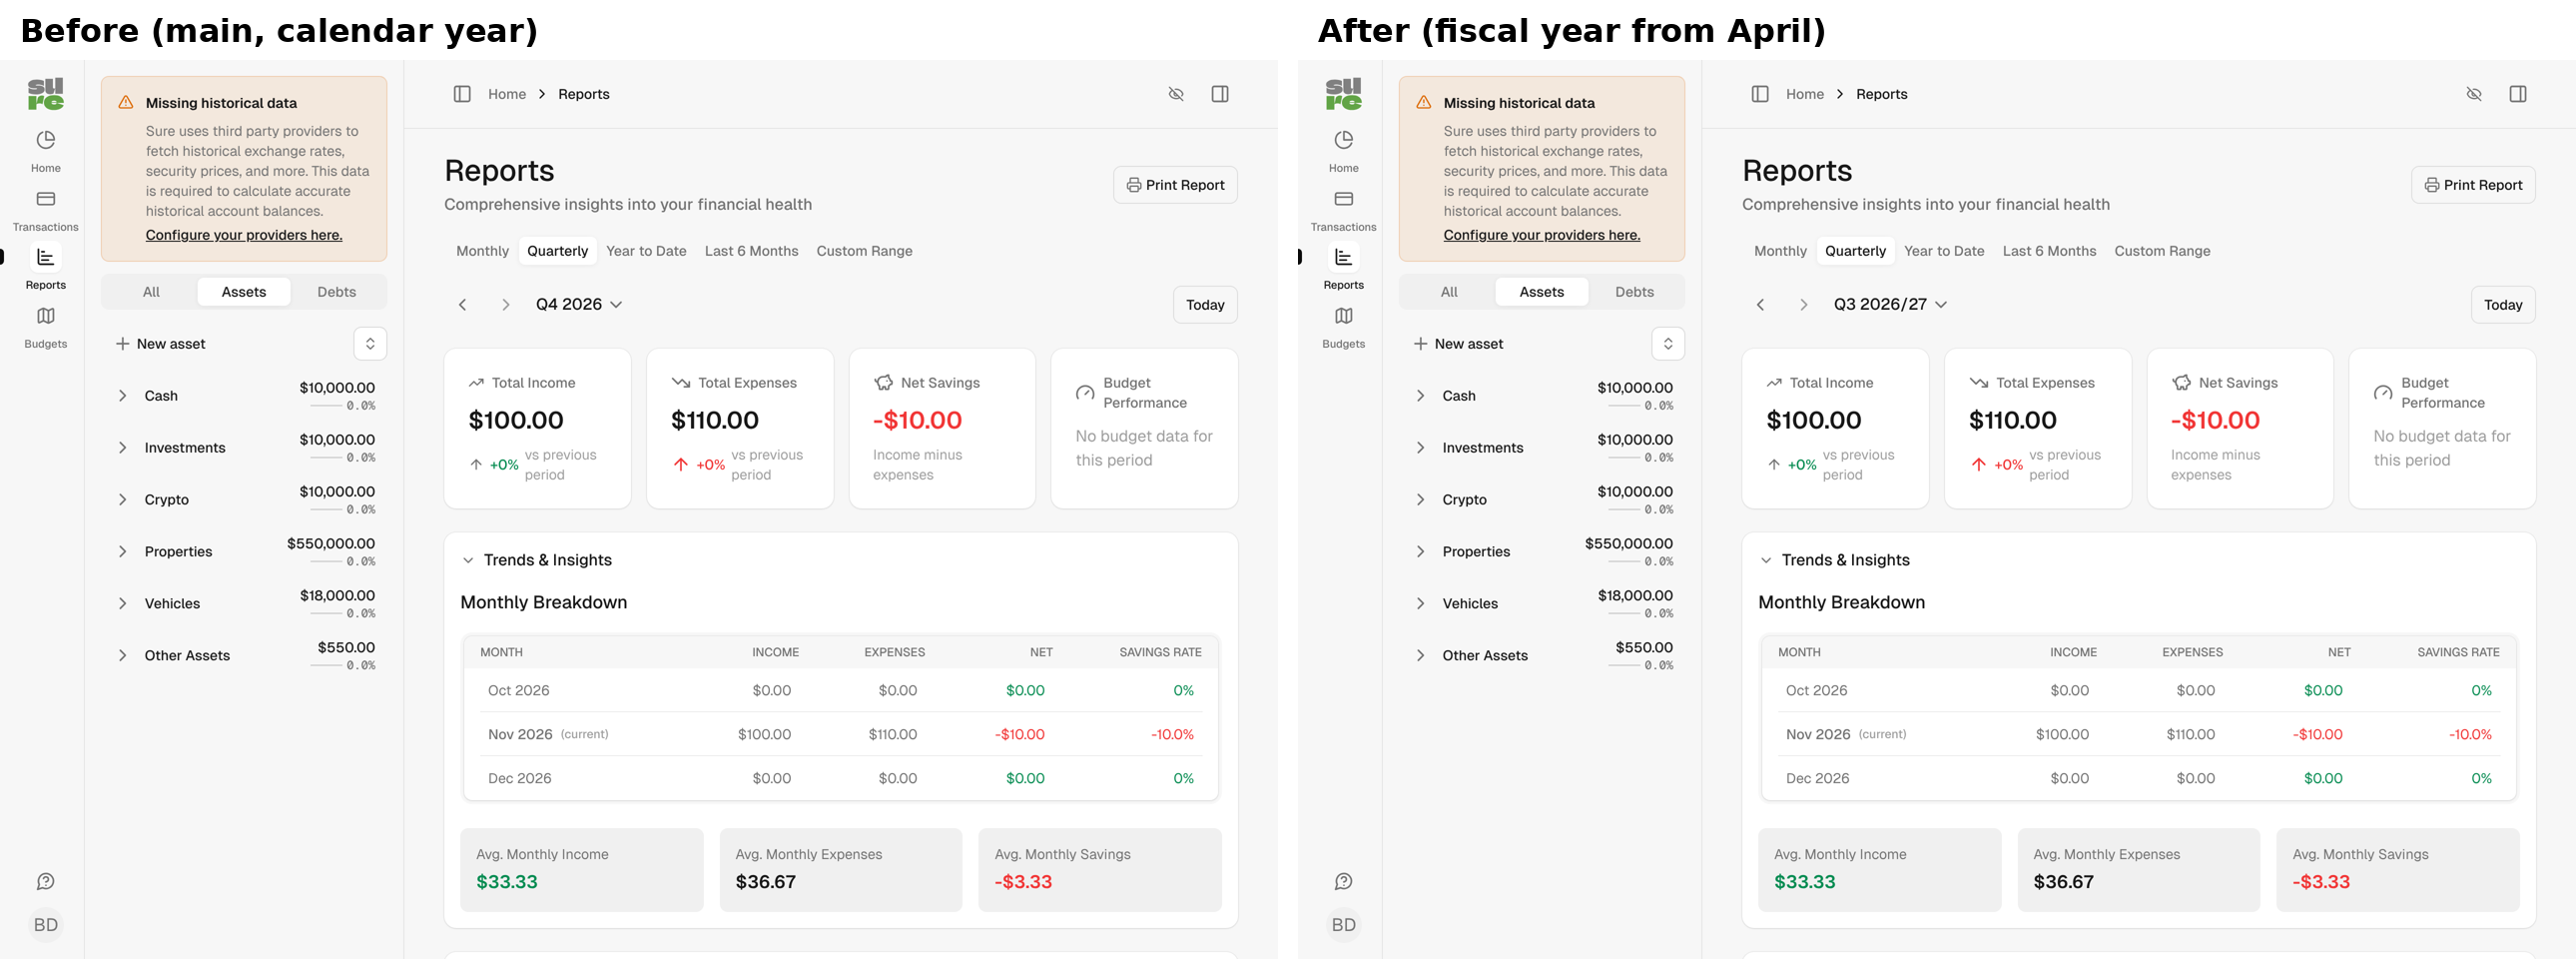 Before (main, calendar year)
sure
Home
Transactions
Reports
Budgets
BD
Missing historical data
Sure uses third party providers to
fetch historical exchange rates,
security prices, and more. This data
is required to calculate accurate
historical account balances.
Configure your providers here.
All Assets Debts
New asset
Cash $10,000.00
0.0%
Investments $10,000.00
0.0%
Crypto $10,000.00
0.0%
Properties $550,000.00
0.0%
Vehicles $18,000.00
0.0%
Other Assets $550.00
0.0%
Home > Reports
Reports
Comprehensive insights into your financial health
Print Report
Monthly Quarterly Year to Date Last 6 Months Custom Range
Q4 2026
Today
Total Income
$100.00
+0% vs previous
period
Total Expenses
$110.00
+0% vs previous
period
Net Savings
-$10.00
Income minus
expenses
Budget
Performance
No budget data for
this period
Trends & Insights
Monthly Breakdown
MONTH INCOME EXPENSES NET SAVINGS RATE
Oct 2026 $0.00 $0.00 $0.00 0%
Nov 2026 (current) $100.00 $110.00 -$10.00 -10.0%
Dec 2026 $0.00 $0.00 $0.00 0%
Avg. Monthly Income
$33.33
Avg. Monthly Expenses
$36.67
Avg. Monthly Savings
-$3.33
After (fiscal year from April)
sure
Home
Transactions
Reports
Budgets
BD
Missing historical data
Sure uses third party providers to
fetch historical exchange rates,
security prices, and more. This data
is required to calculate accurate
historical account balances.
Configure your providers here.
All Assets Debts
New asset
Cash $10,000.00
0.0%
Investments $10,000.00
0.0%
Crypto $10,000.00
0.0%
Properties $550,000.00
0.0%
Vehicles $18,000.00
0.0%
Other Assets $550.00
0.0%
Home > Reports
Reports
Comprehensive insights into your financial health
Print Report
Monthly Quarterly Year to Date Last 6 Months Custom Range
Q3 2026/27
Today
Total Income
$100.00
+0% vs previous
period
Total Expenses
$110.00
+0% vs previous
period
Net Savings
-$10.00
Income minus
expenses
Budget
Performance
No budget data for
this period
Trends & Insights
Monthly Breakdown
MONTH INCOME EXPENSES NET SAVINGS RATE
Oct 2026 $0.00 $0.00 $0.00 0%
Nov 2026 (current) $100.00 $110.00 -$10.00 -10.0%
Dec 2026 $0.00 $0.00 $0.00 0%
Avg. Monthly Income
$33.33
Avg. Monthly Expenses
$36.67
Avg. Monthly Savings
-$3.33